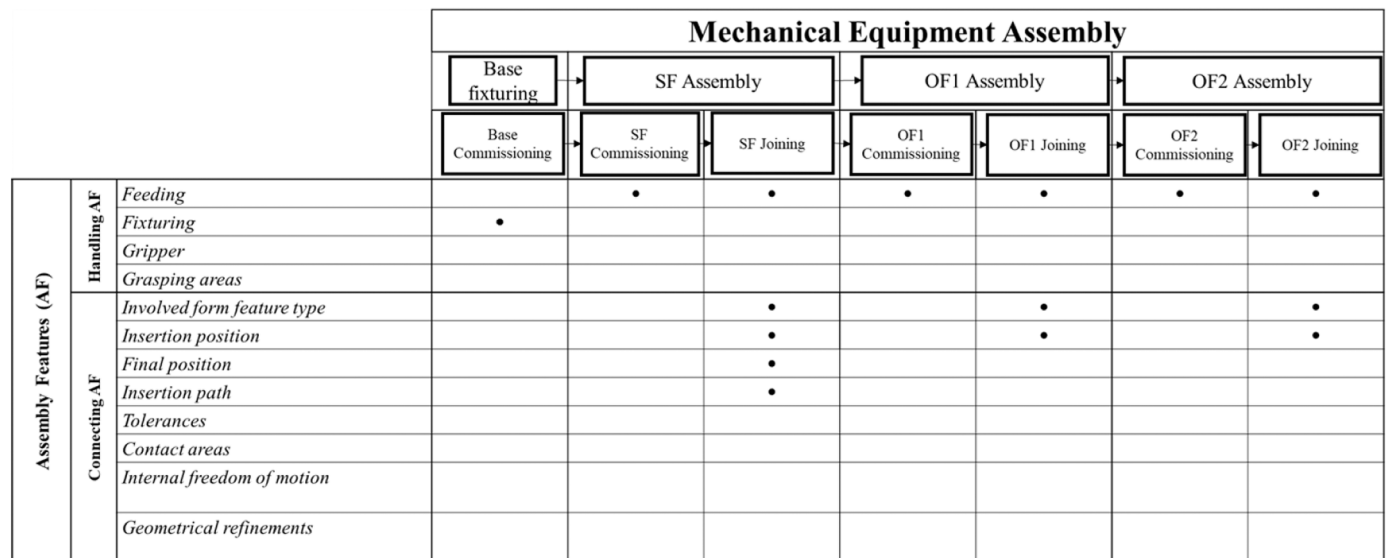 Mechanical Equipment Assembly
Base
fixturing
SF Assembly
OF1 Assembly
OF2 Assembly
Base
Commissioning
SF
Commissioning
SF Joining
OF1
Commissioning
OF1 Joining
OF2
Commissioning
OF2 Joining
Assembly Features (AF)
Handling AF
Feeding • • • • • •
Fixturing •
Gripper
Grasping areas
Connecting AF
Involved form feature type • • •
Insertion position • • •
Final position •
Insertion path •
Tolerances
Contact areas
Internal freedom of motion
Geometrical refinements